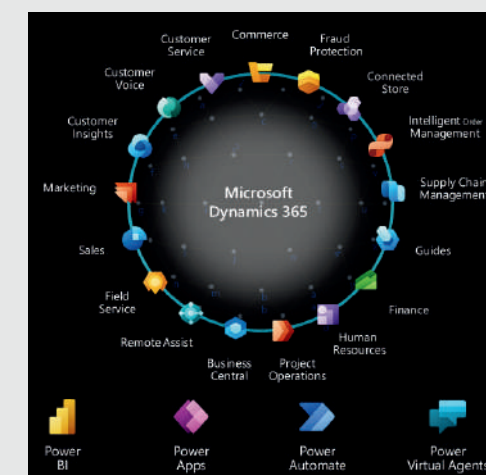 Commerce
Customer
Service
Fraud
Protection
Customer
Voice
Connected
Store
Customer
Insights
Intelligent Order
Management
Marketing
Microsoft
Dynamics 365
Supply Chain
Management
Sales
Guides
Field
Service
Finance
Remote Assist
Human
Resources
Business
Central
Project
Operations
Power
BI
Power
Apps
Power
Automate
Power
Virtual Agents